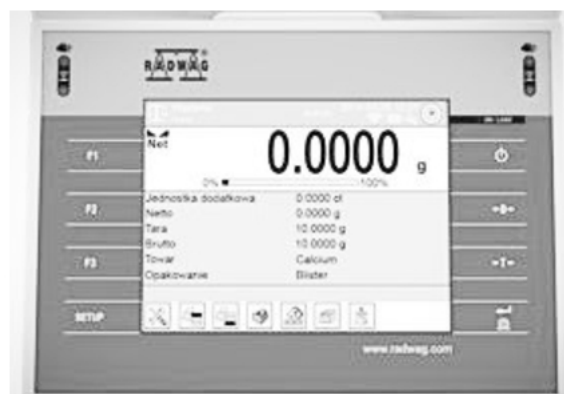 RADWAG
Net
0.0000 g
0% 100%
Jednostka dodatkowa 0.0000 ct
Netto 0.0000 g
Tara 10.0000 g
Brutto 10.0000 g
Towar Calcium
Opakowanie Blister
F1
F2
F3
SETUP
-0-
-T-
www.radwag.com